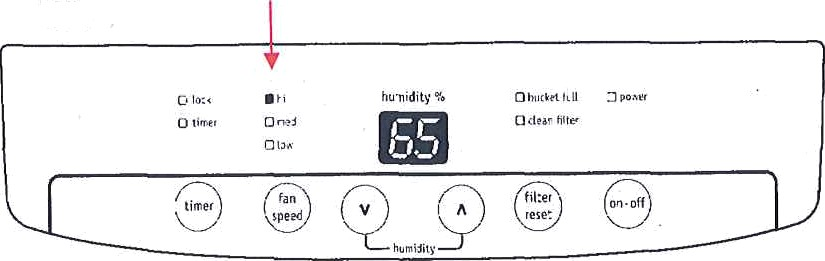 lock
timer
hi
med
low
humidity %
65
bucket full
clean filter
power
timer
fan
speed
v
ʌ
humidity
filter
reset
on-off